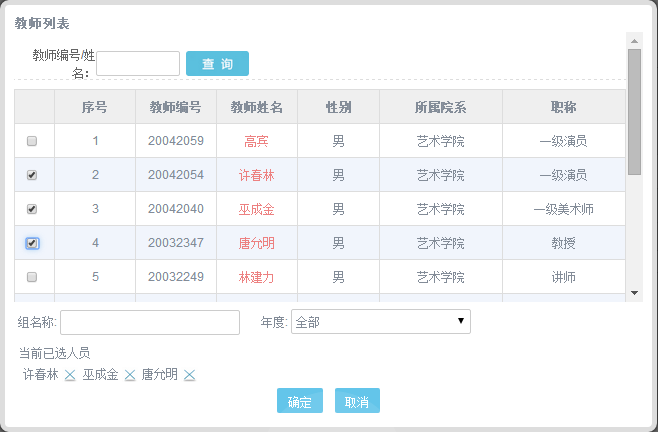 教师列表
教师编号/姓名: 查 询
序号 教师编号 教师姓名 性别 所属院系 职称
1 20042059 高宾 男 艺术学院 一级演员
2 20042054 许春林 男 艺术学院 一级演员
3 20042040 巫成金 男 艺术学院 一级美术师
4 20032347 唐允明 男 艺术学院 教授
5 20032249 林建力 男 艺术学院 讲师
组名称: 年度: 全部
当前已选人员
许春林 巫成金 唐允明
确定 取消